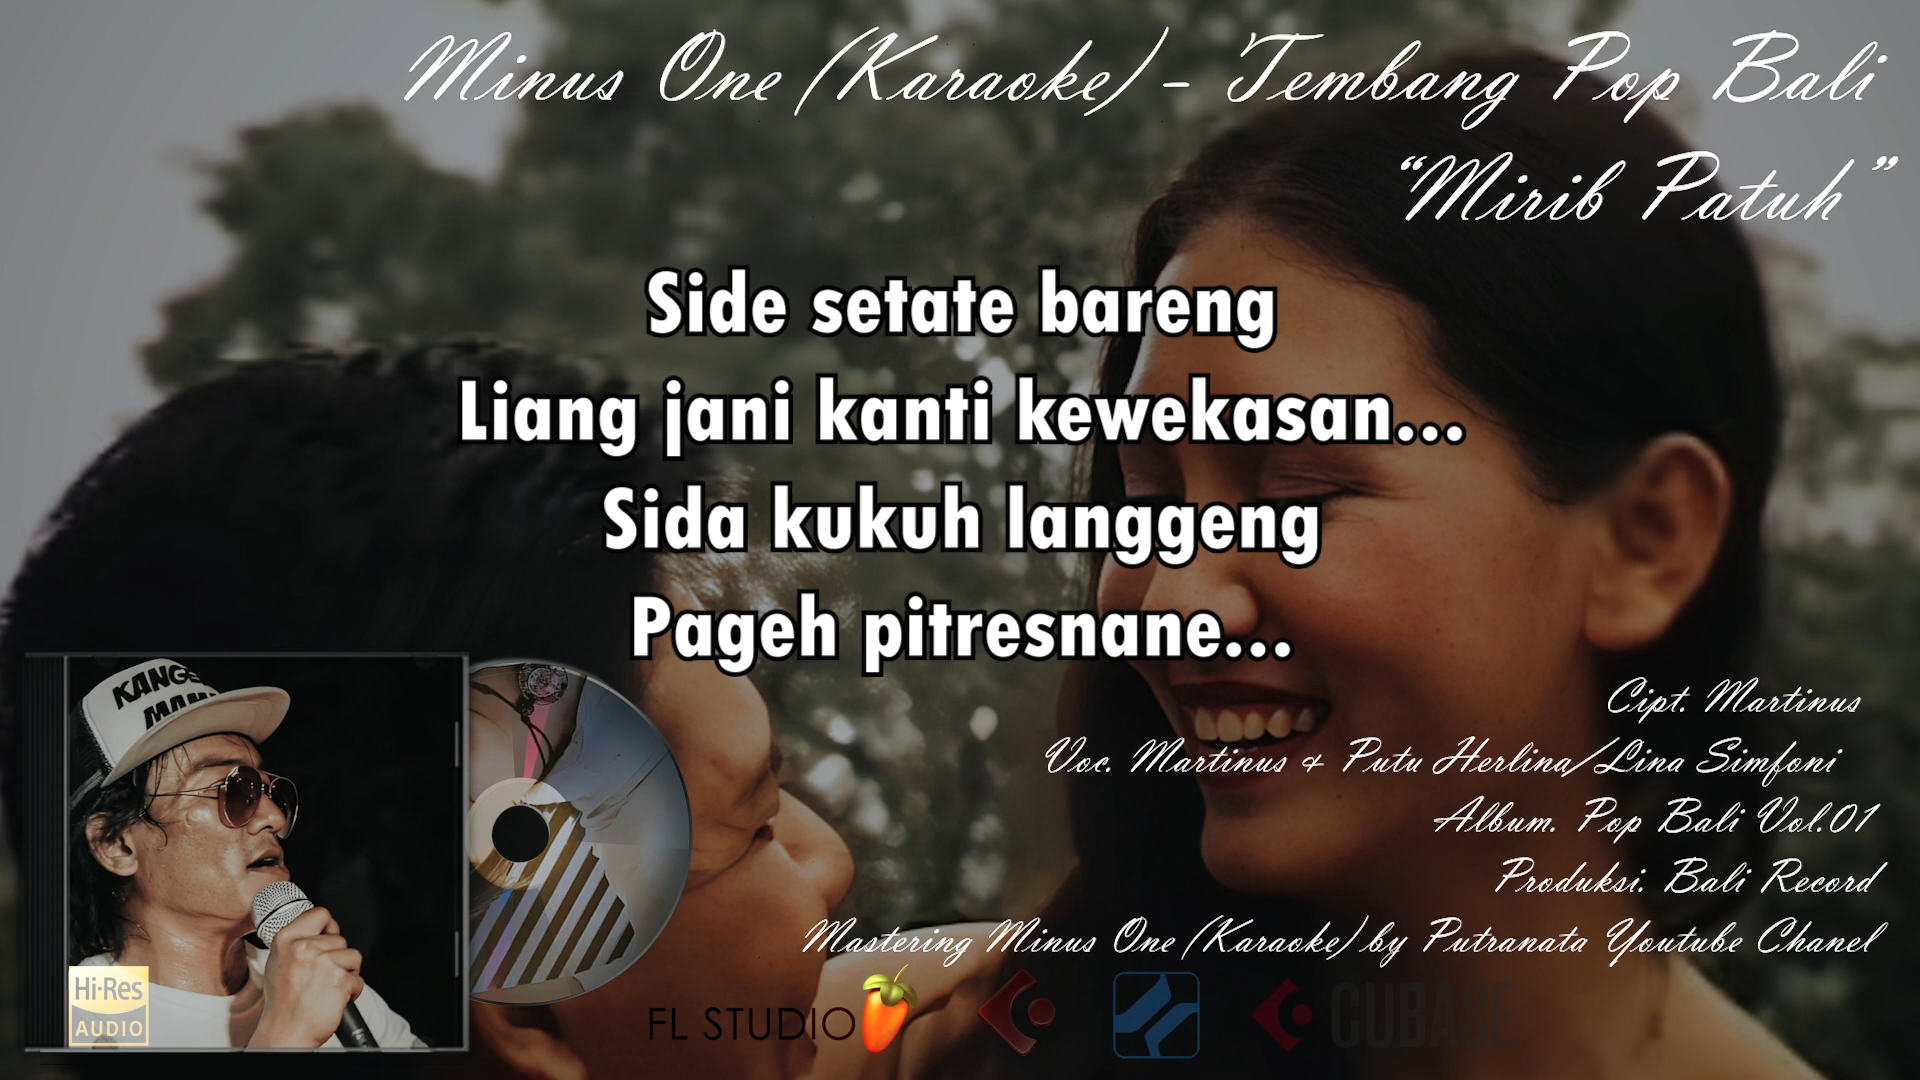 Minus One (Karaoke) - Tembang Pop Bali
“Mirib Patuh”
Side setate bareng
Liang jani kanti kewekasan...
Sida kukuh langgeng
Pageh pitresnane...
Cipt. Martinus
Voc. Martinus & Putu Herlina/Lina Simfoni
Album. Pop Bali Vol.01
Produksi. Bali Record
Mastering Minus One (Karaoke) by Putranata Youtube Chanel
Hi-Res
AUDIO
FL STUDIO
CUBASE